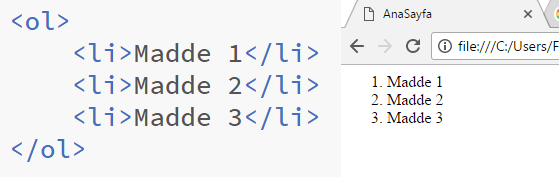 <ol>
<li>Madde 1</li>
<li>Madde 2</li>
<li>Madde 3</li>
</ol>
AnaSayfa
file:///C:/Users/F
1. Madde 1
2. Madde 2
3. Madde 3